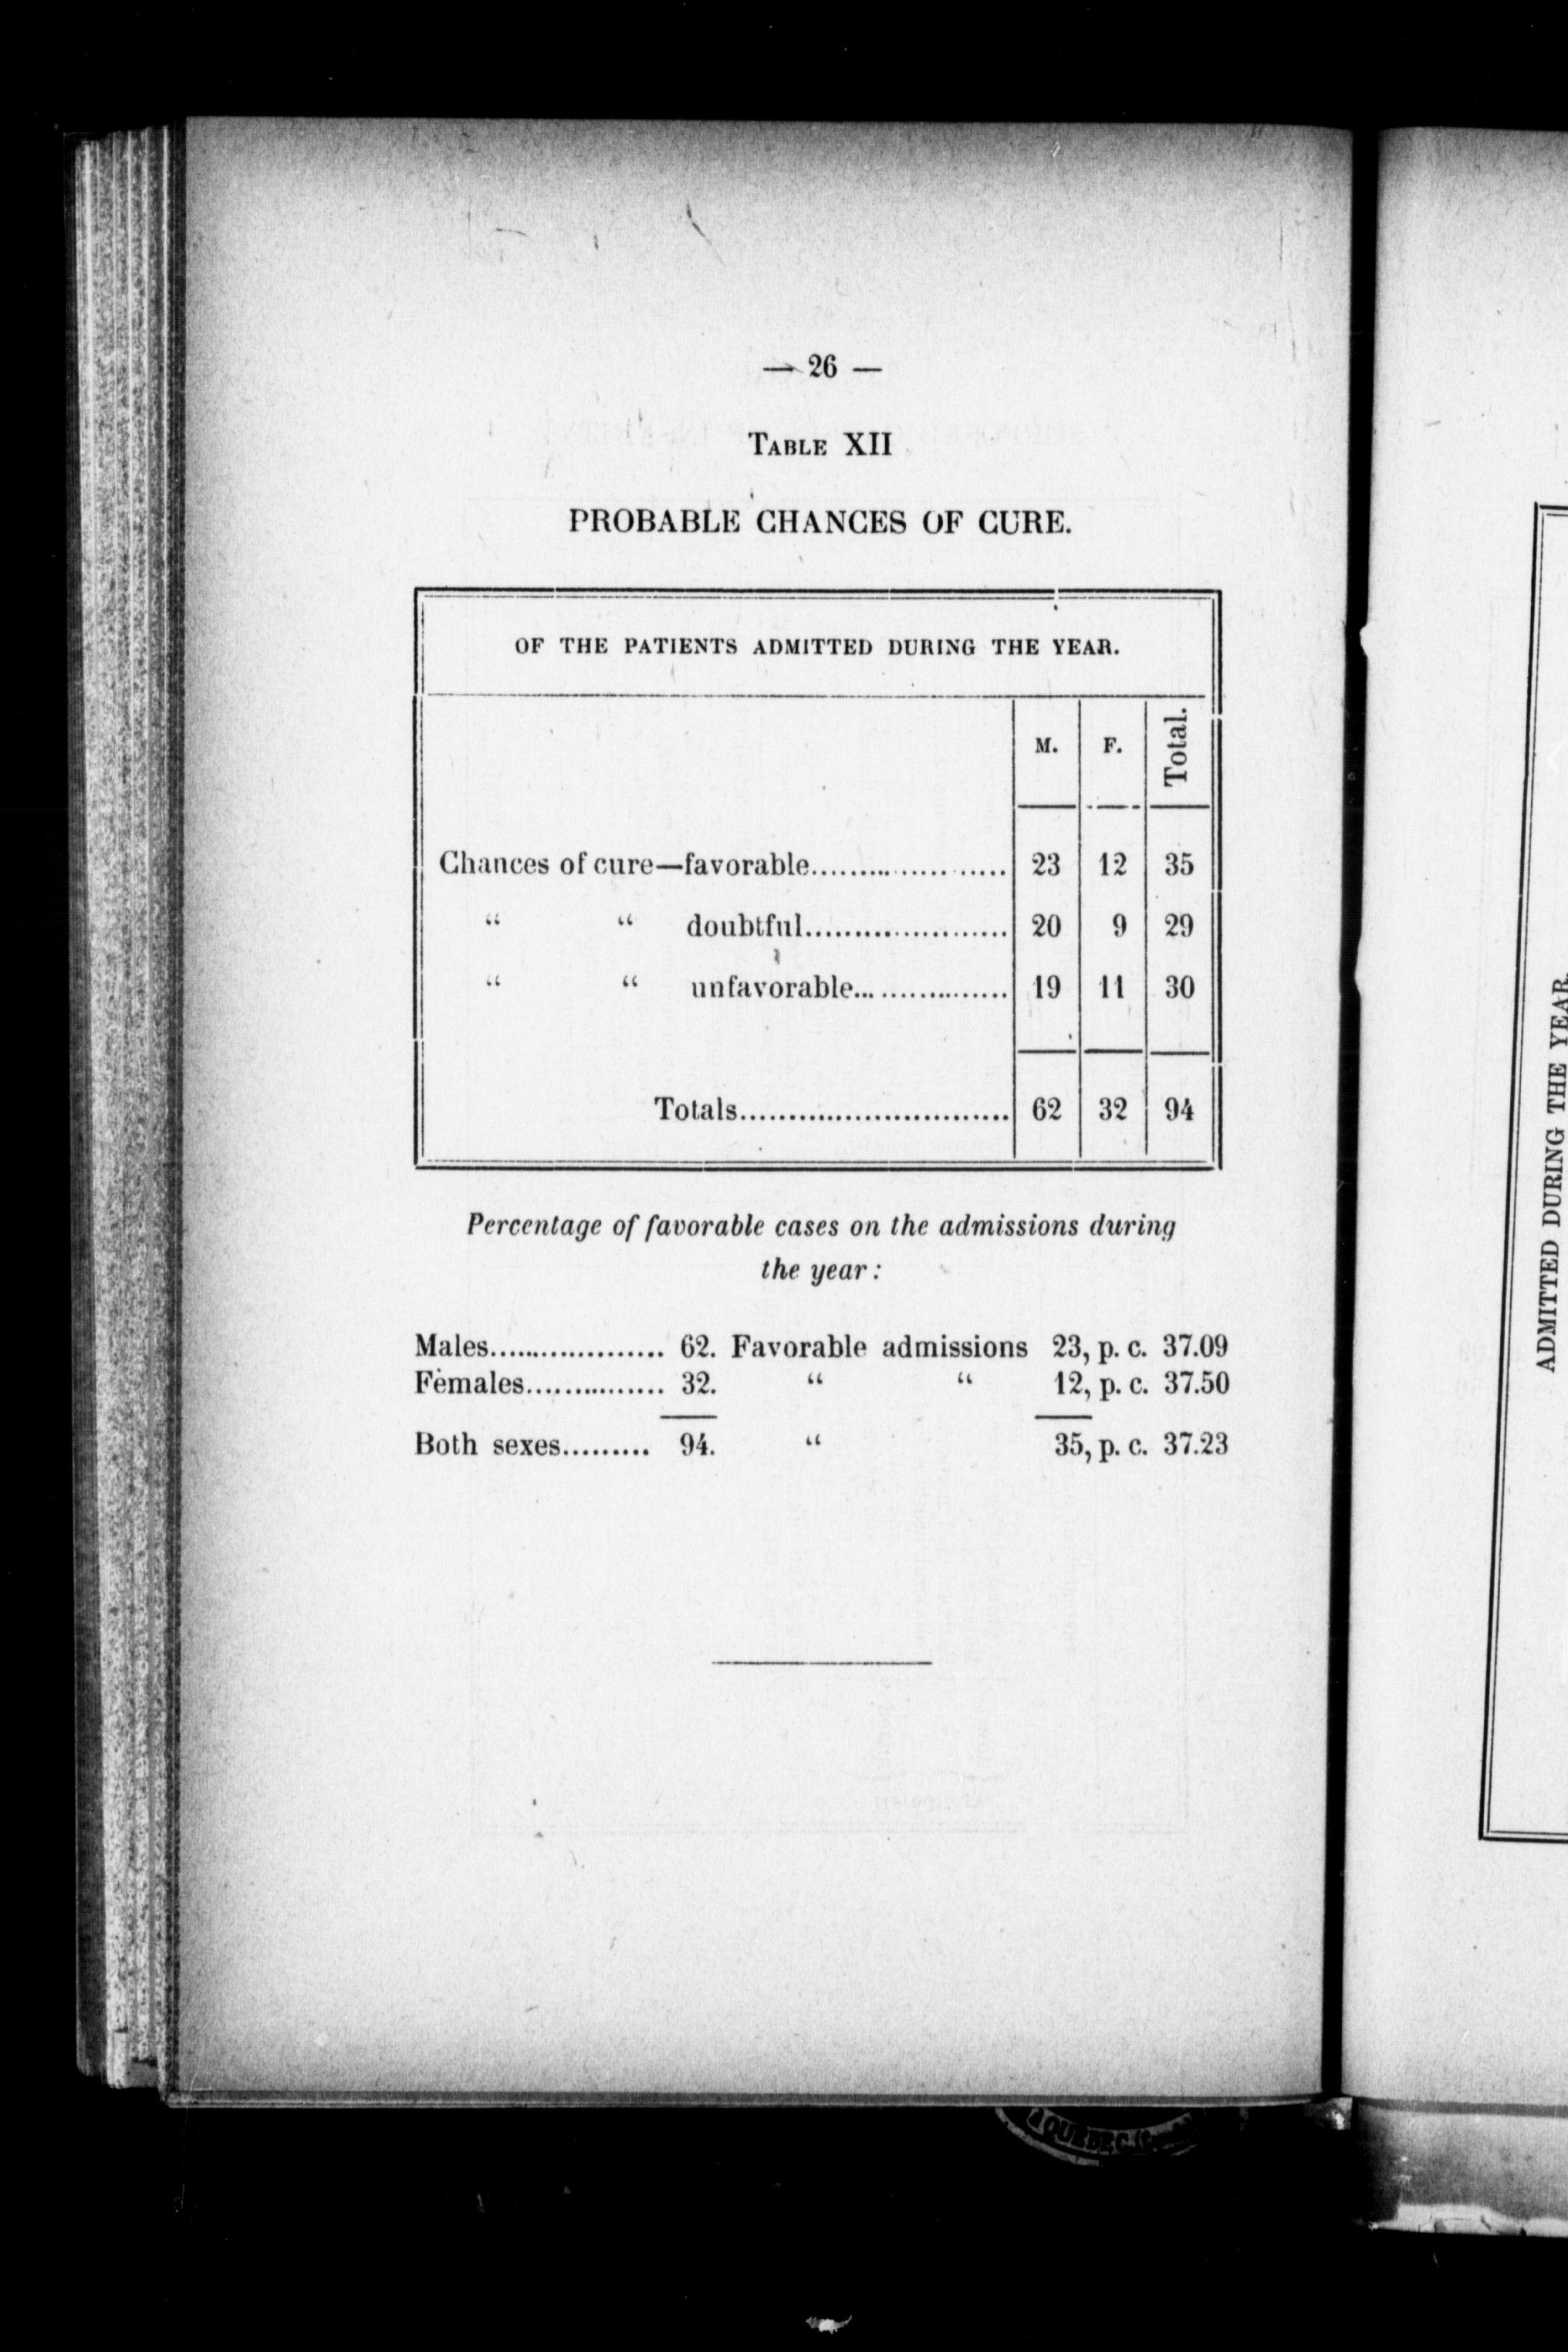 — 26 —
TABLE XII
PROBABLE CHANCES OF CURE.
OF THE PATIENTS ADMITTED DURING THE YEAR.
M. F. Total.
Chances of cure—favorable.................... 23 12 35
“ “ doubtful..................... 20 9 29
“ “ unfavorable................ 19 11 30
Totals............................ 62 32 94
Percentage of favorable cases on the admissions during
the year :
Males.................. 62. Favorable admissions 23, p. c. 37.09
Females............... 32. “ “ 12, p. c. 37.50
Both sexes......... 94. “ 35, p. c. 37.23
ADMITTED DURING THE YEAR
QUEBEC